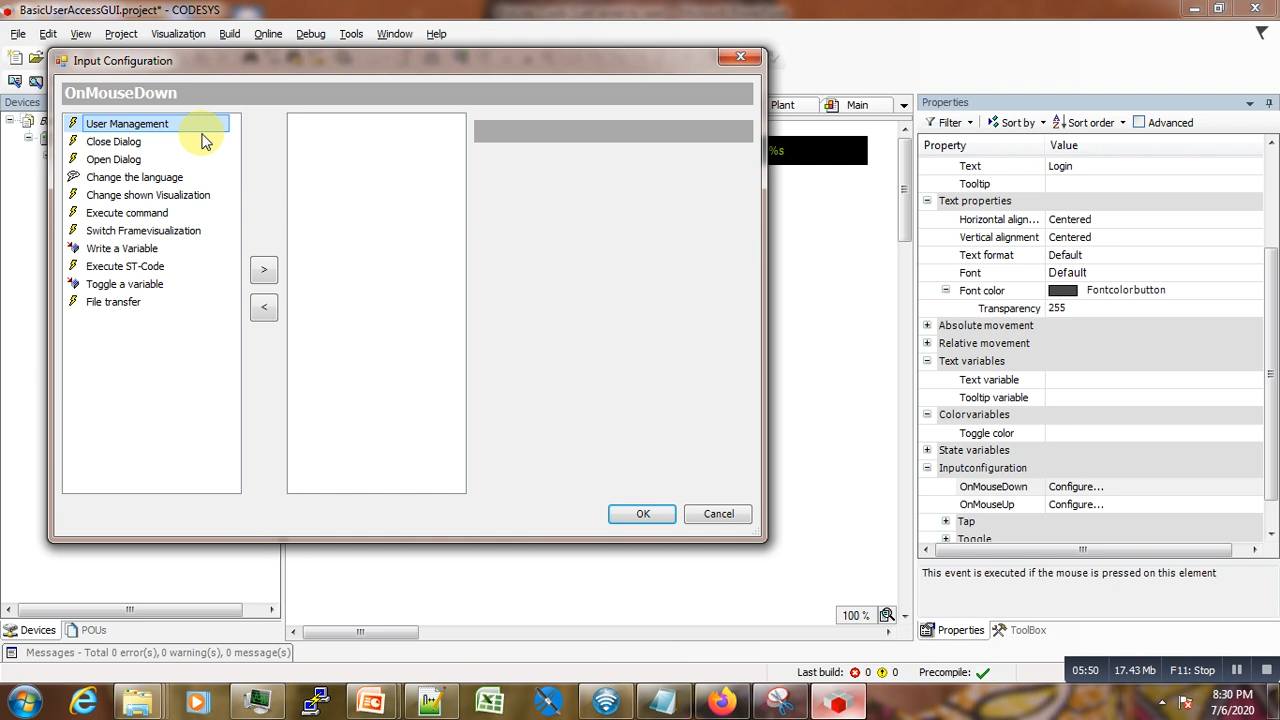 BasicUserAccessGUI.project* - CODESYS
File Edit View Project Visualization Build Online Debug Tools Window Help
Input Configuration
OnMouseDown
User Management
Close Dialog
Open Dialog
Change the language
Change shown Visualization
Execute command
Switch Framevisualization
Write a Variable
Execute ST-Code
Toggle a variable
File transfer
>
<
OK Cancel
Devices
Plant Main
%s
100 %
Properties
Filter Sort by Sort order Advanced
Property Value
Text Login
Tooltip
Text properties
Horizontal align... Centered
Vertical alignment Centered
Text format Default
Font Default
Font color Fontcolorbutton
Transparency 255
Absolute movement
Relative movement
Text variables
Text variable
Tooltip variable
Colorvariables
Toggle color
State variables
Inputconfiguration
OnMouseDown Configure...
OnMouseUp Configure...
Tap
Toggle
This event is executed if the mouse is pressed on this element
Devices POUs
Properties ToolBox
Messages - Total 0 error(s), 0 warning(s), 0 message(s)
Last build: 0 0 Precompile:
05:50 17.43 Mb F11: Stop
8:30 PM
7/6/2020